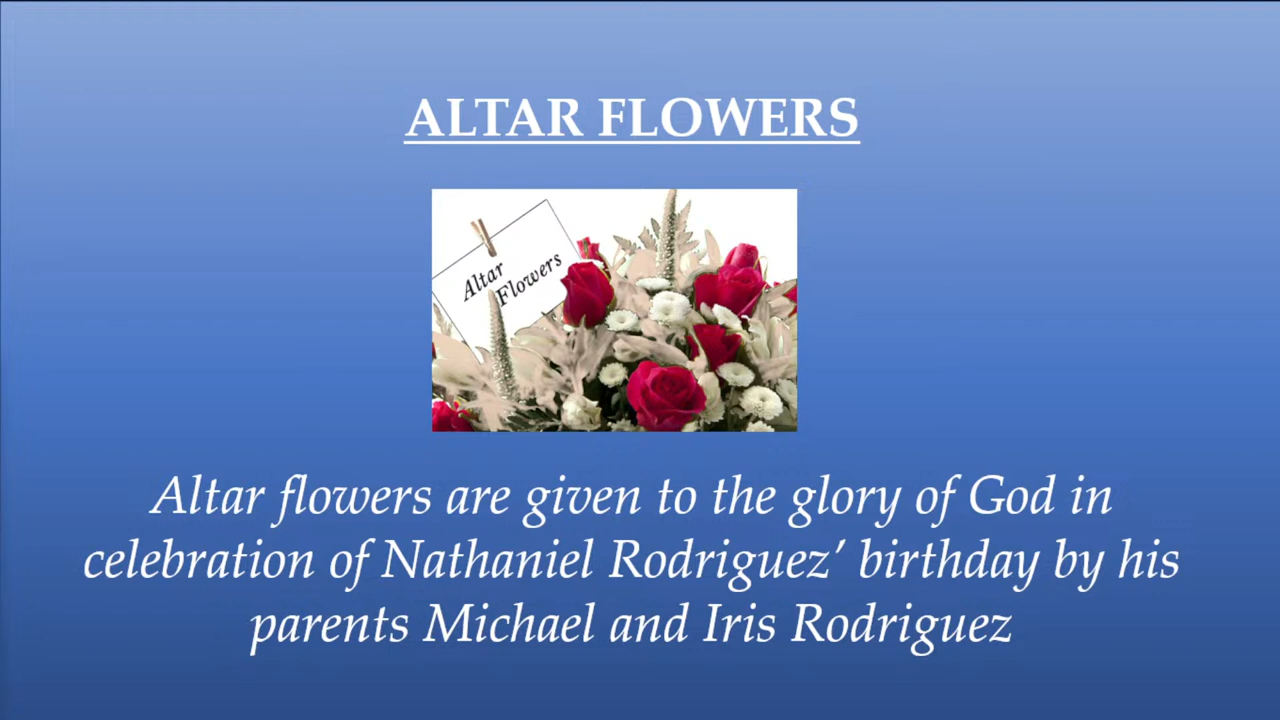 ALTAR FLOWERS
Altar
Flowers
Altar flowers are given to the glory of God in
celebration of Nathaniel Rodriguez’ birthday by his
parents Michael and Iris Rodriguez